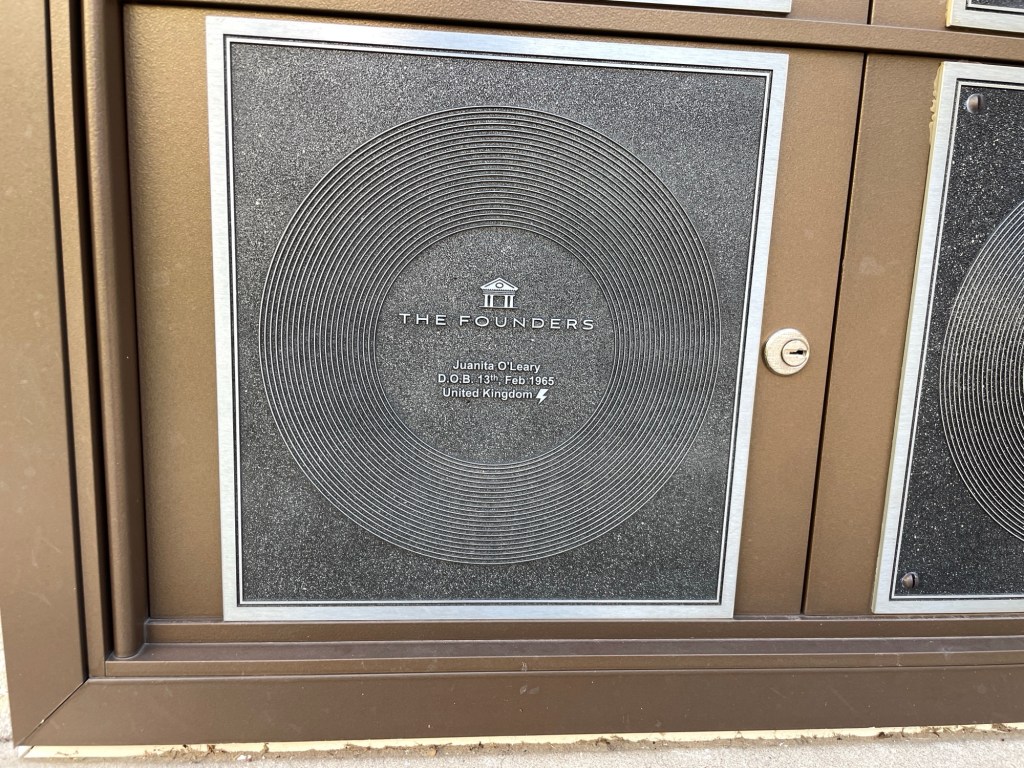 THE FOUNDERS
Juanita O'Leary
D.O.B. 13th, Feb 1965
United Kingdom